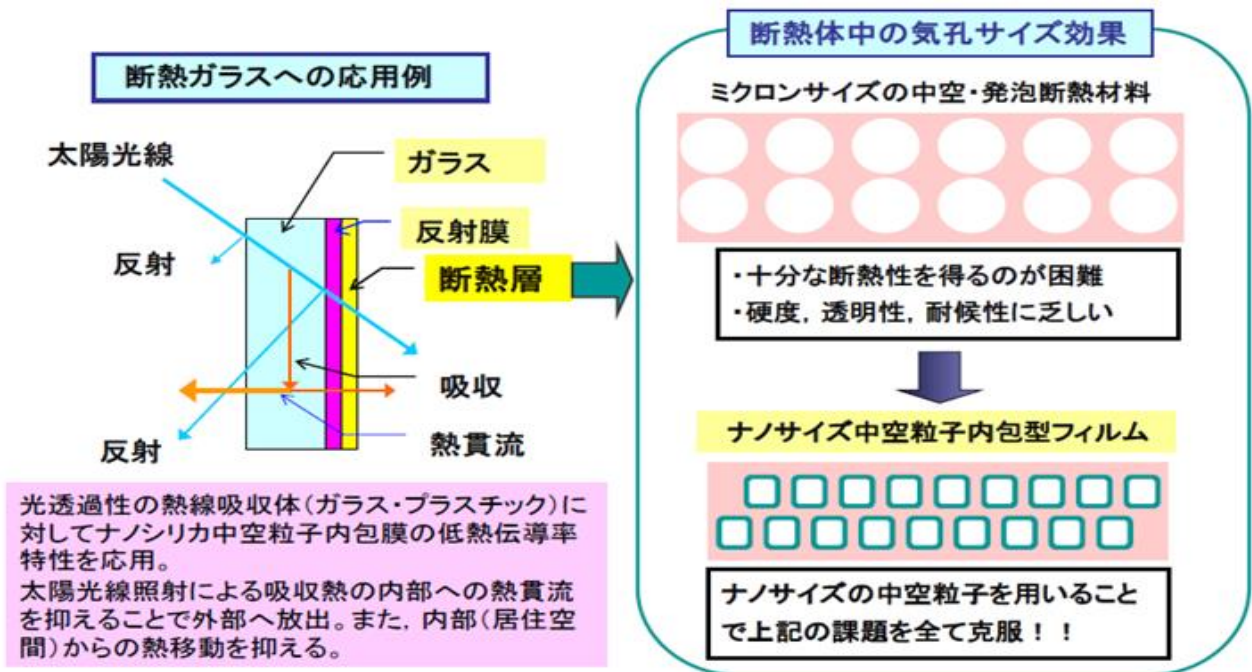 断熱ガラスへの応用例
太陽光線
ガラス
反射膜
反射
断熱層
吸収
熱貫流
反射
光透過性の熱線吸収体(ガラス・プラスチック)に
対してナノシリカ中空粒子内包膜の低熱伝導率
特性を応用。
太陽光線照射による吸収熱の内部への熱貫流
を抑えることで外部へ放出。また, 内部(居住空
間)からの熱移動を抑える。
断熱体中の気孔サイズ効果
ミクロンサイズの中空・発泡断熱材料
・十分な断熱性を得るのが困難
・硬度, 透明性, 耐候性に乏しい
ナノサイズ中空粒子内包型フィルム
ナノサイズの中空粒子を用いること
で上記の課題を全て克服！！